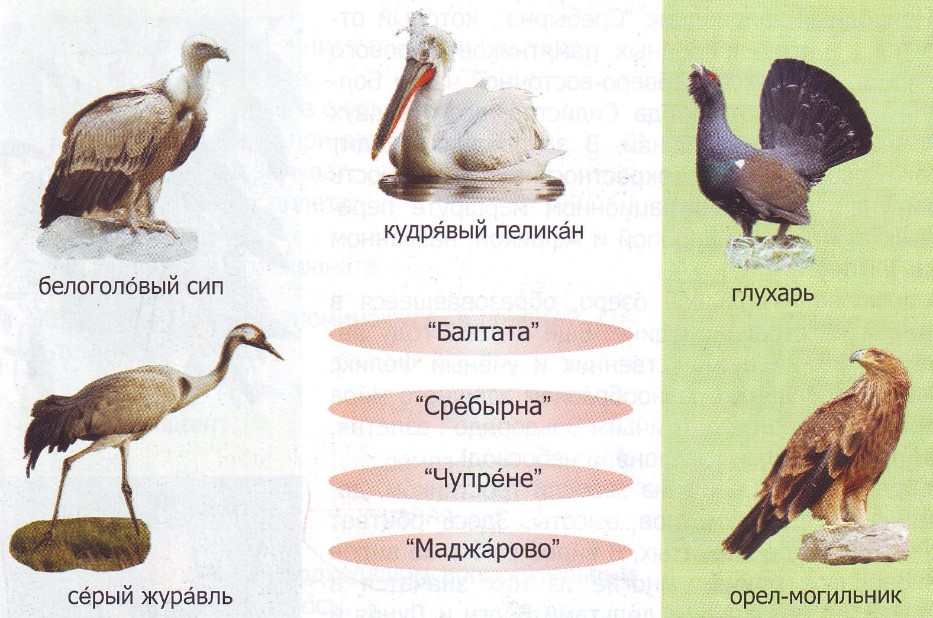 кудря́вый пелика́н
белоголо́вый сип
глухарь
“Балтата”
“Сре́бырна”
“Чупре́не”
“Маджа́рово”
се́рый жура́вль
орел-могильник